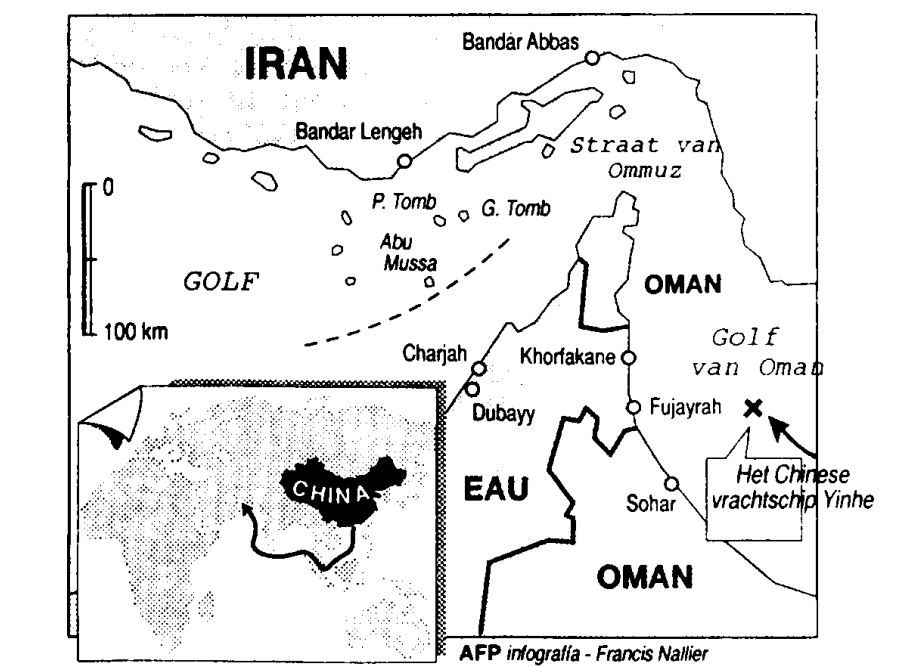 Bandar Abbas
IRAN
Bandar Lengeh
Straat van
Ommuz
0
P. Tomb
G. Tomb
Abu
Mussa
GOLF
OMAN
100 km
Golf
van Oman
Charjah
Khorfakane
Dubayy
Fujayrah
EAU
CHINA
Het Chinese
vrachtschip Yinhe
Sohar
OMAN
AFP infografía - Francis Nallier